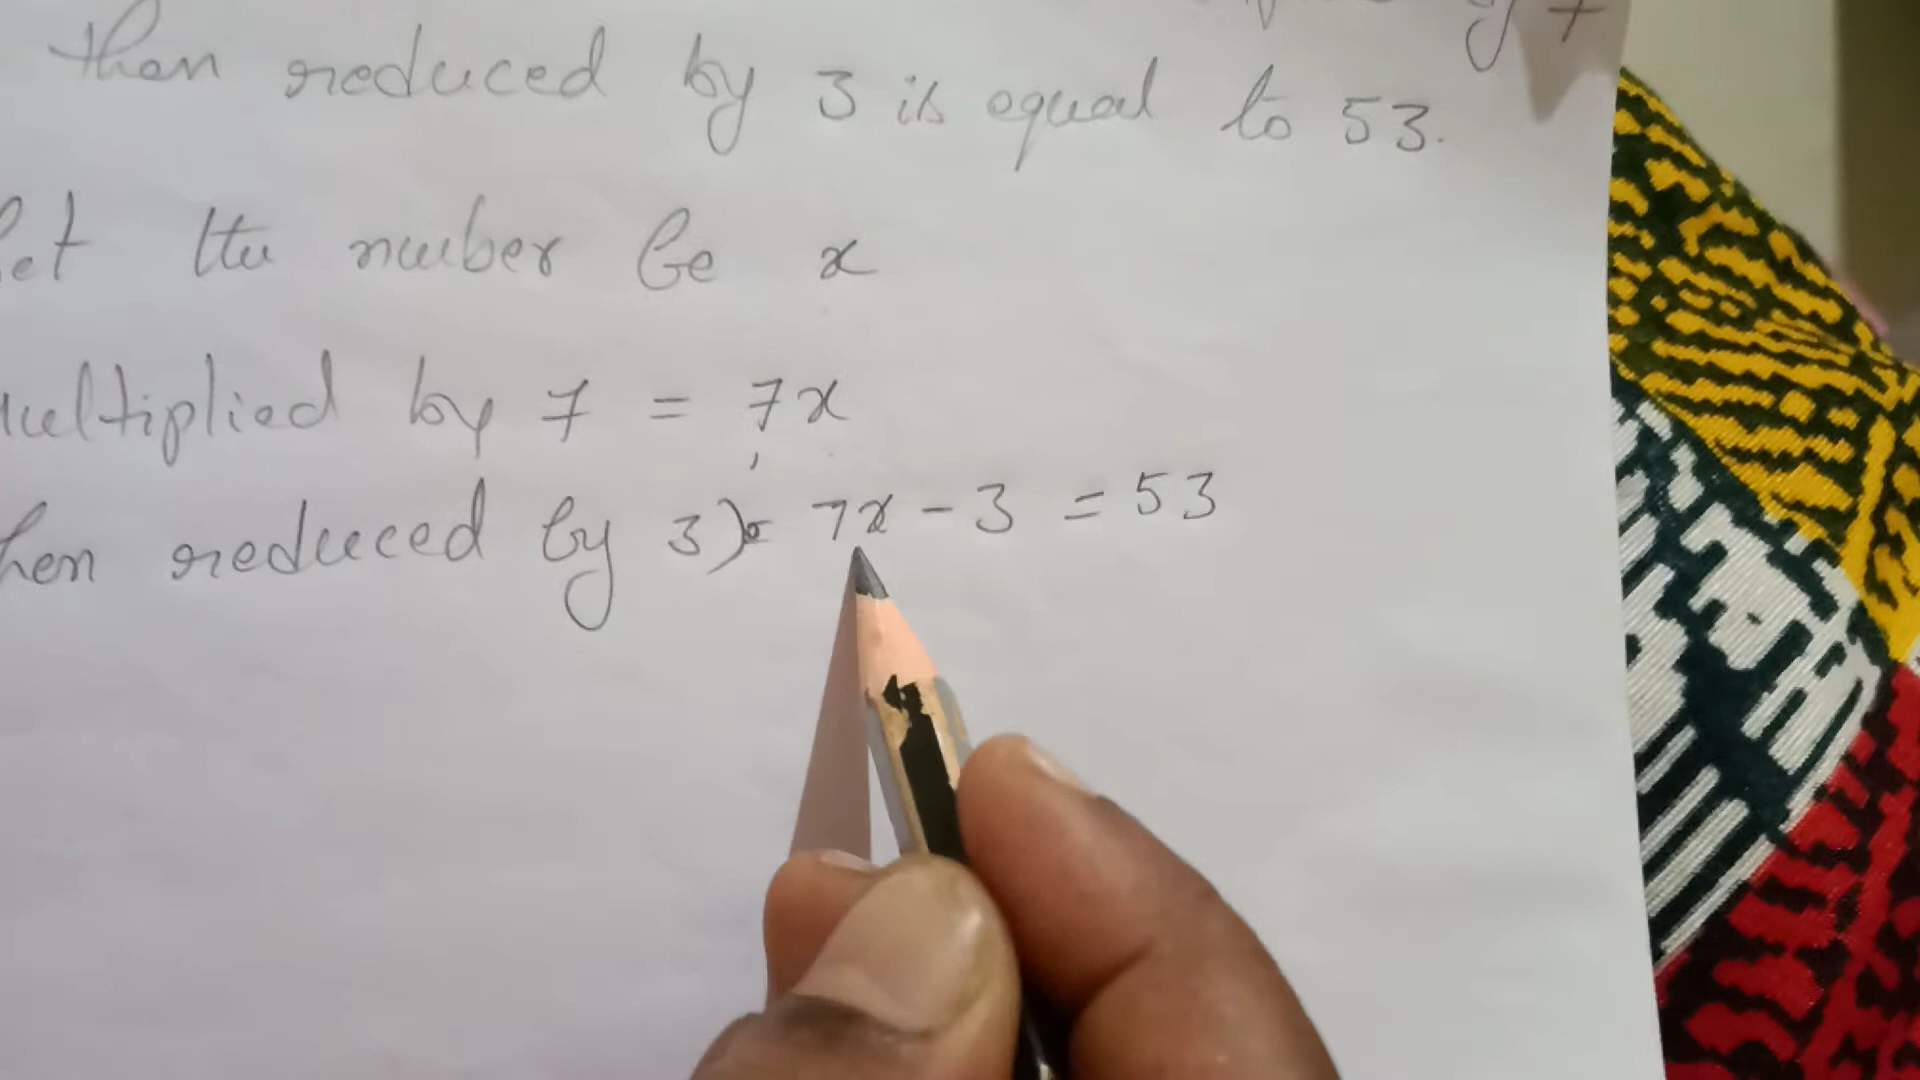 then reduced by 3 is equal to 53.
Let the number be x
multiplied by 7 = 7x
then reduced by 3) = 7x - 3 = 53